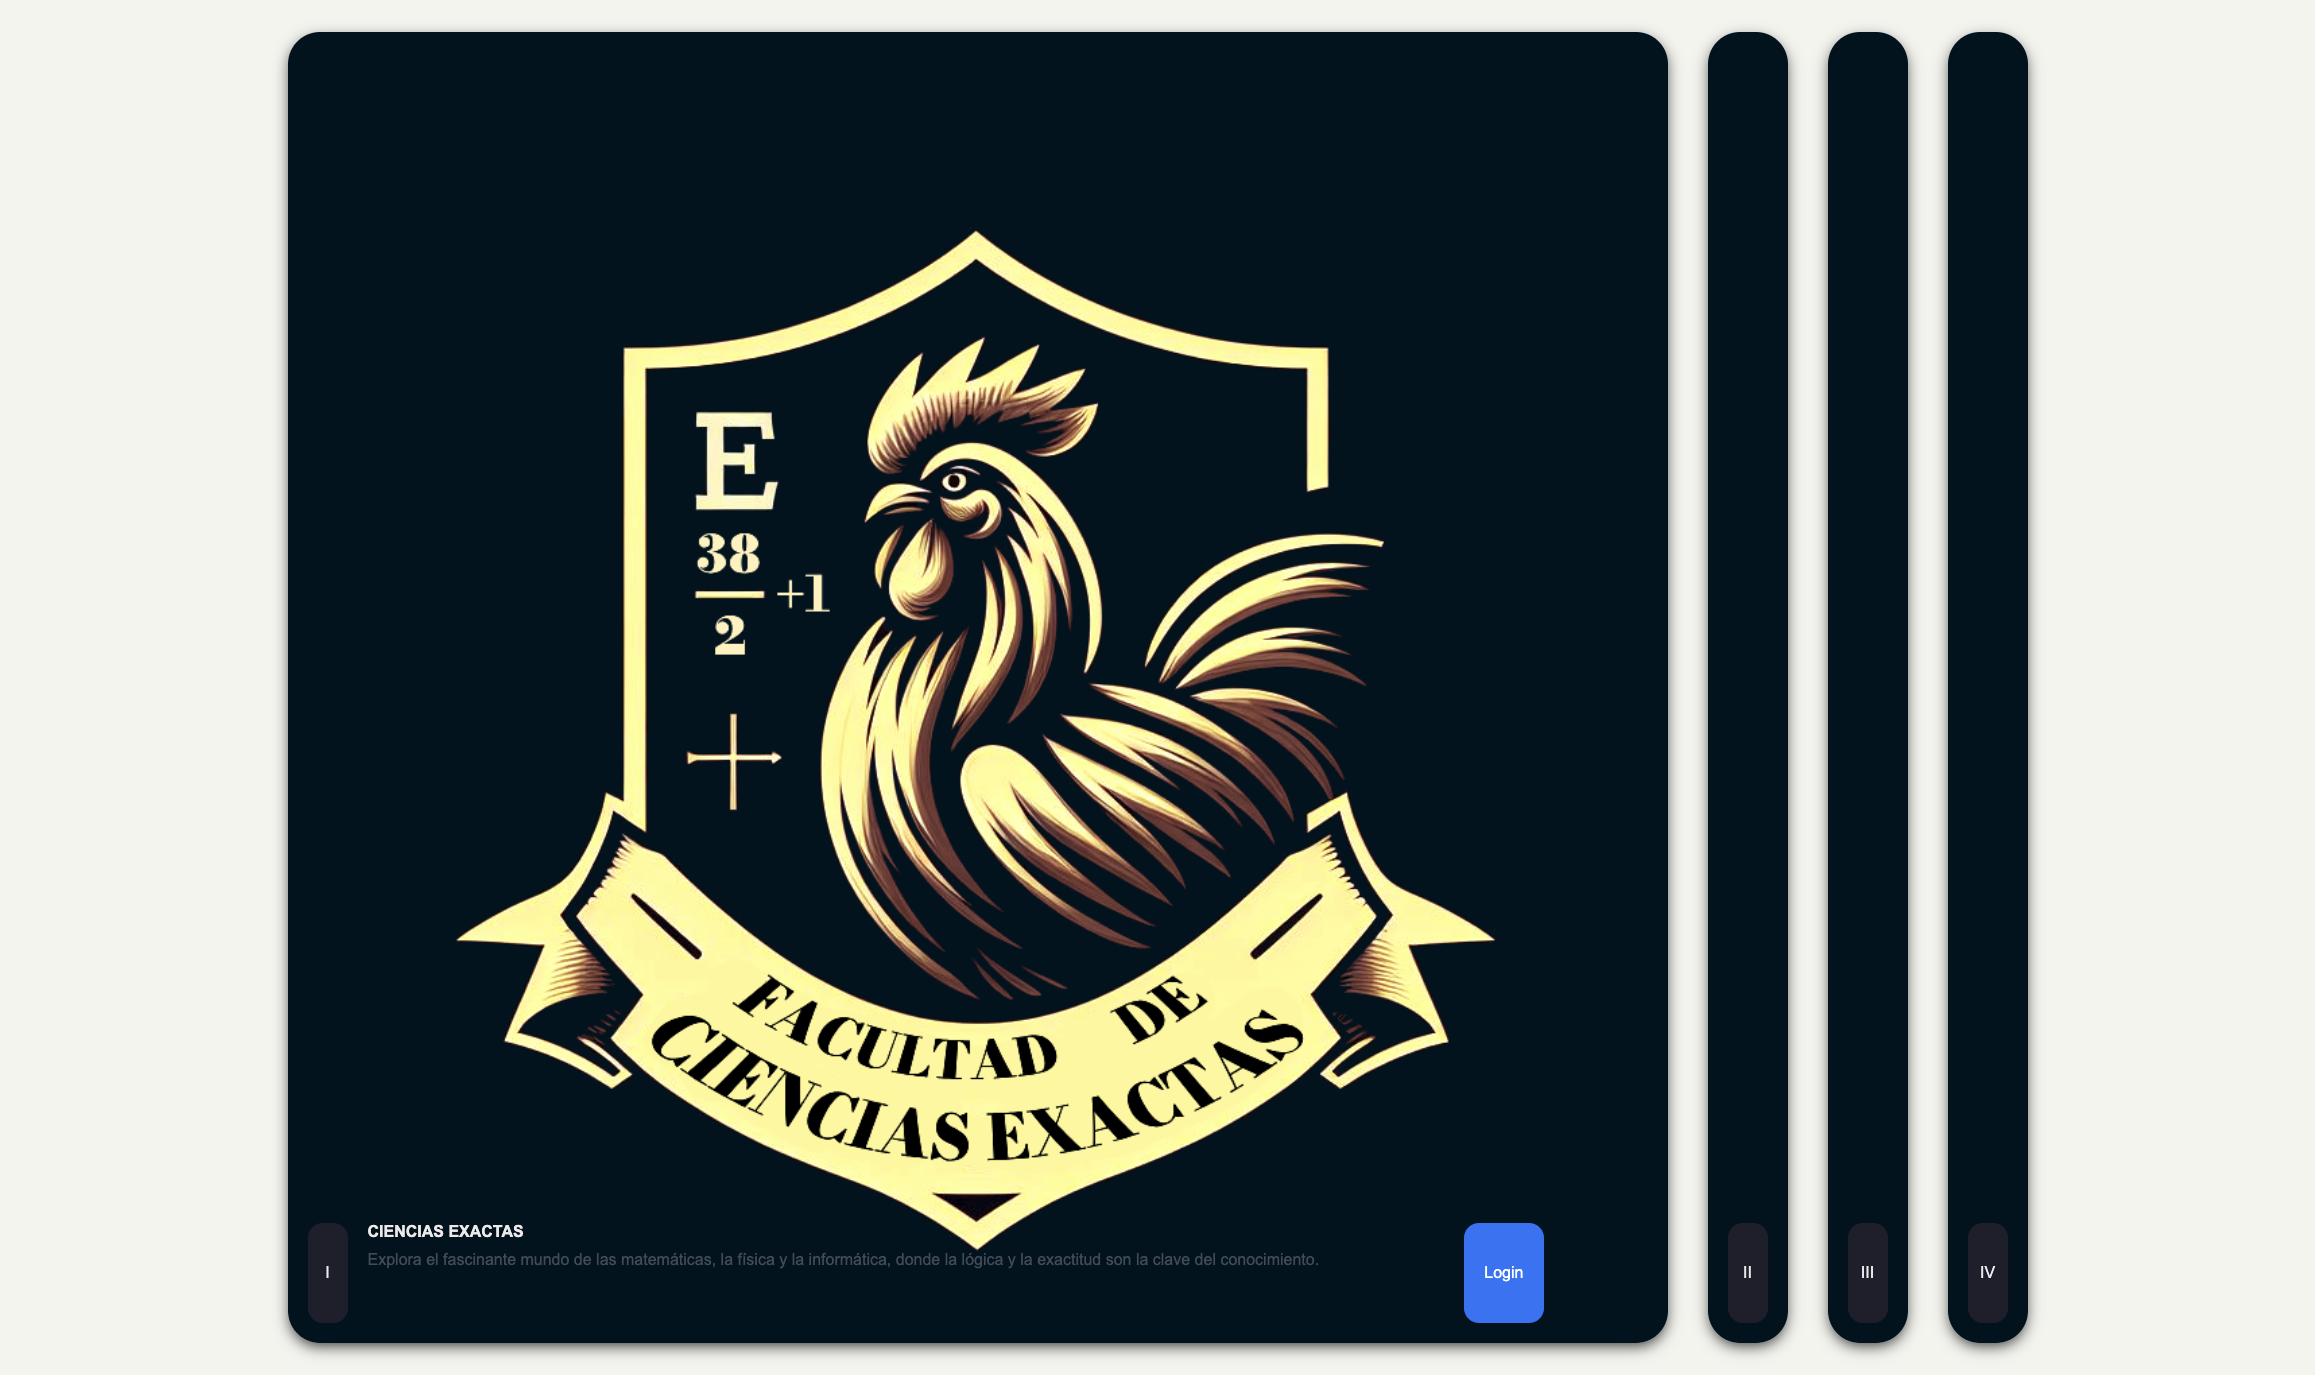 E
38
+1
2
FACULTAD DE
CIENCIAS EXACTAS
I
CIENCIAS EXACTAS
Explora el fascinante mundo de las matemáticas, la física y la informática, donde la lógica y la exactitud son la clave del conocimiento.
Login
II
III
IV